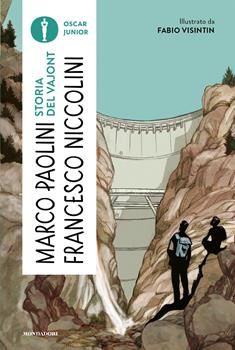 OSCAR
JUNIOR
Illustrato da
FABIO VISINTIN
MARCO PAOLINI
STORIA
DEL VAJONT
FRANCESCO NICCOLINI
MONDADORI